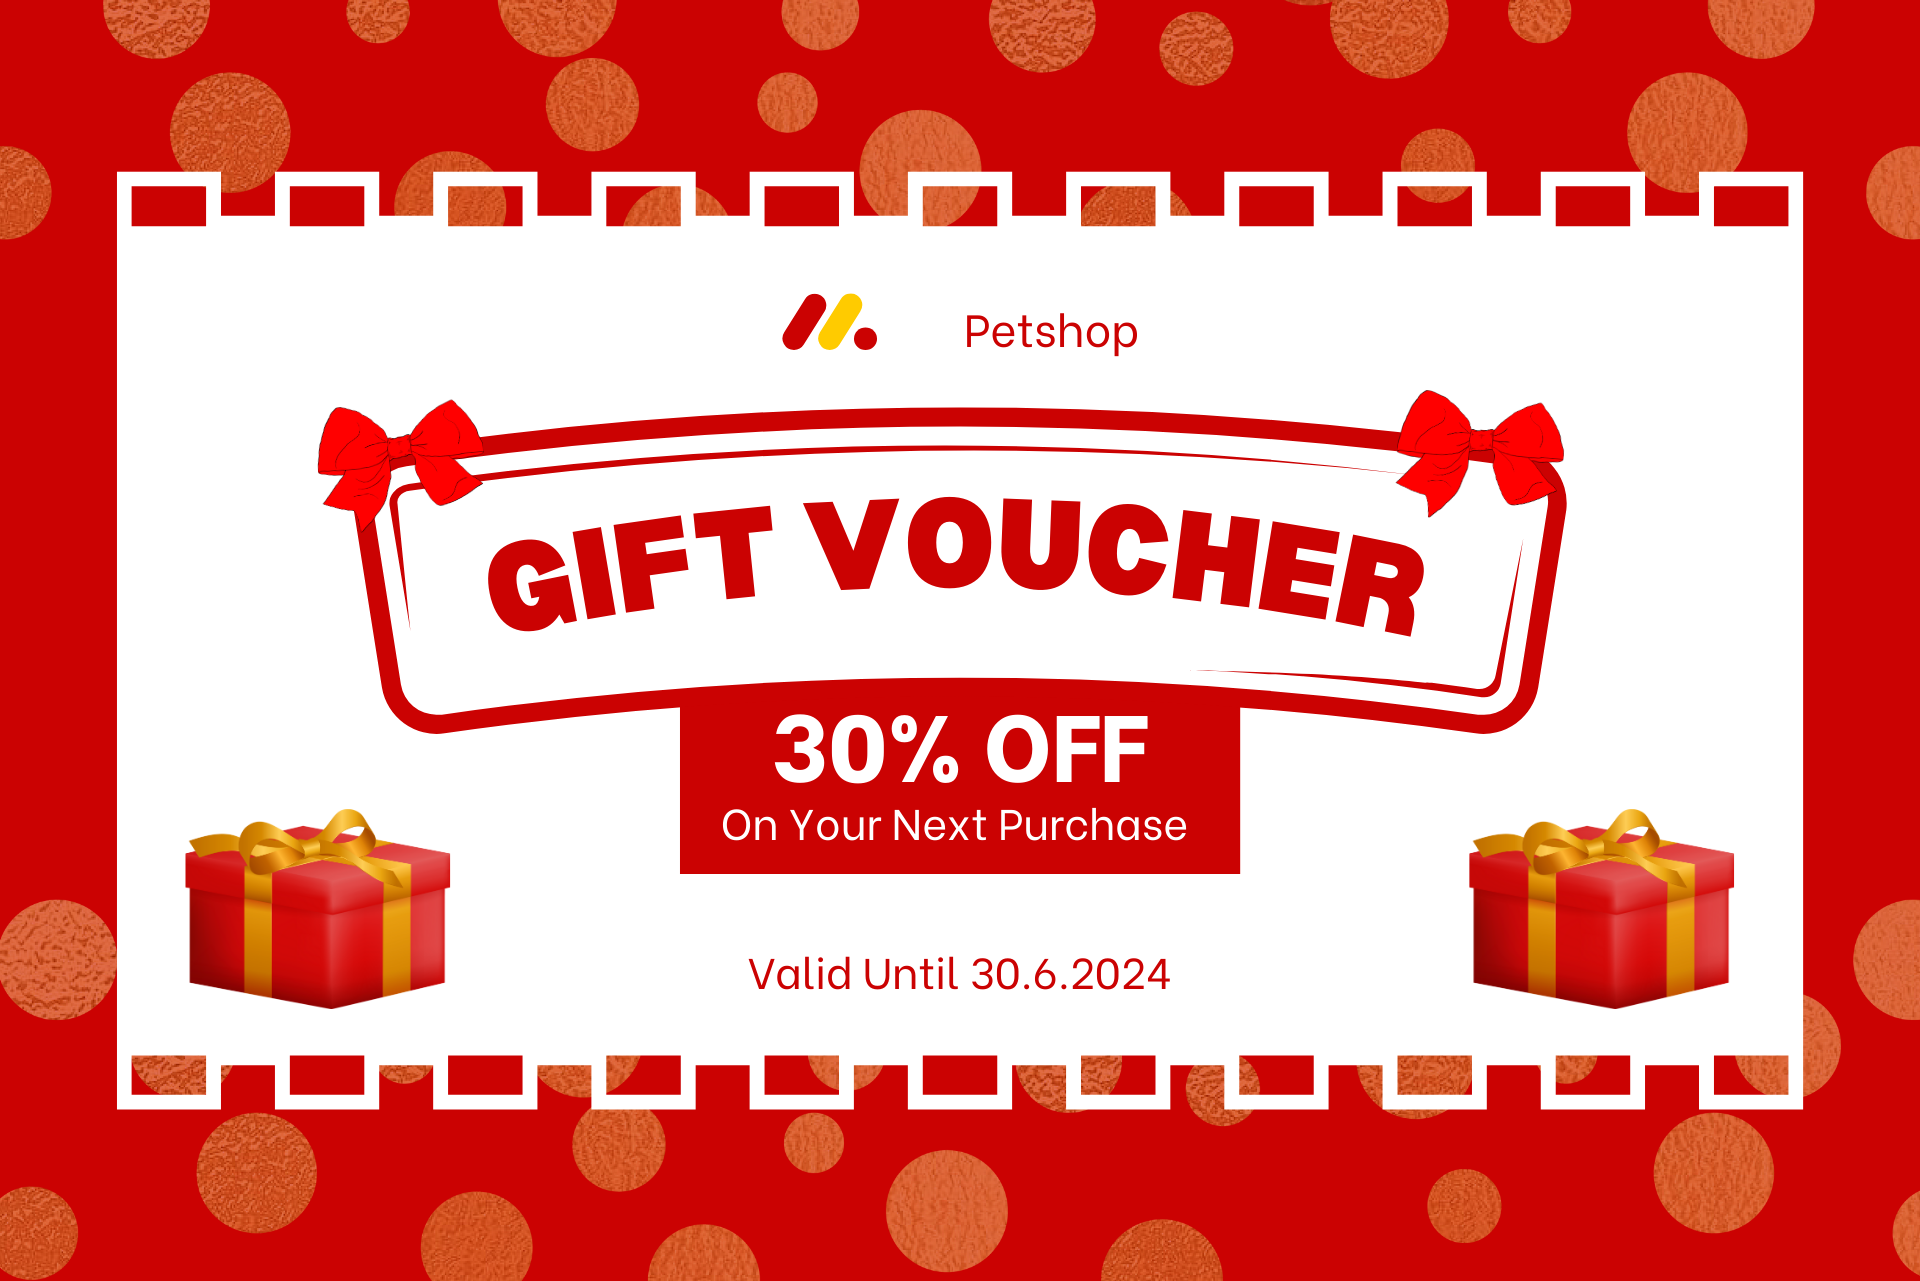 Petshop
GIFT VOUCHER
30% OFF
On Your Next Purchase
Valid Until 30.6.2024